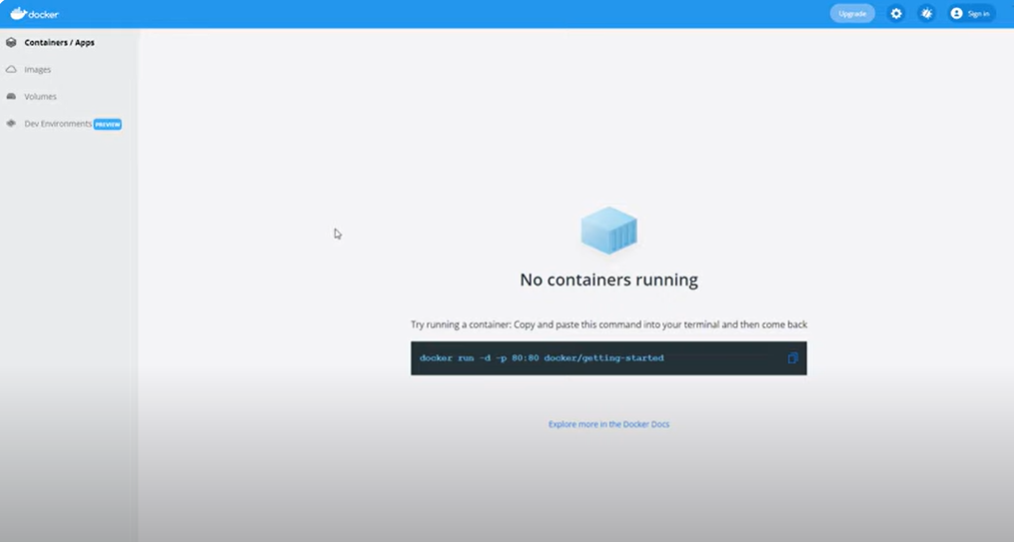 docker
Upgrade
Sign in
Containers / Apps
Images
Volumes
Dev Environments PREVIEW
No containers running
Try running a container: Copy and paste this command into your terminal and then come back
docker run -d -p 80:80 docker/getting-started
Explore more in the Docker Docs